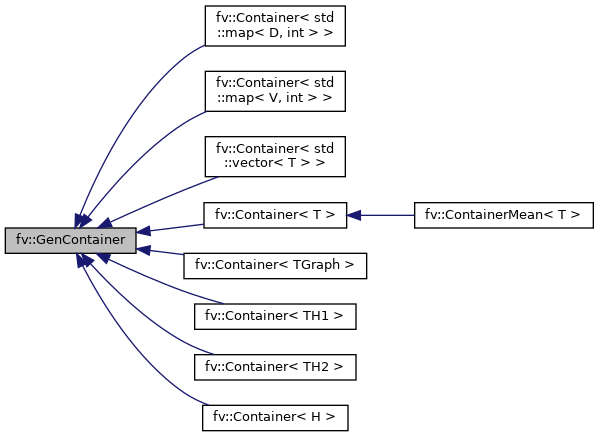 fv::Container< std
::map< D, int > >
fv::Container< std
::map< V, int > >
fv::Container< std
::vector< T > >
fv::Container< T >
fv::ContainerMean< T >
fv::GenContainer
fv::Container< TGraph >
fv::Container< TH1 >
fv::Container< TH2 >
fv::Container< H >